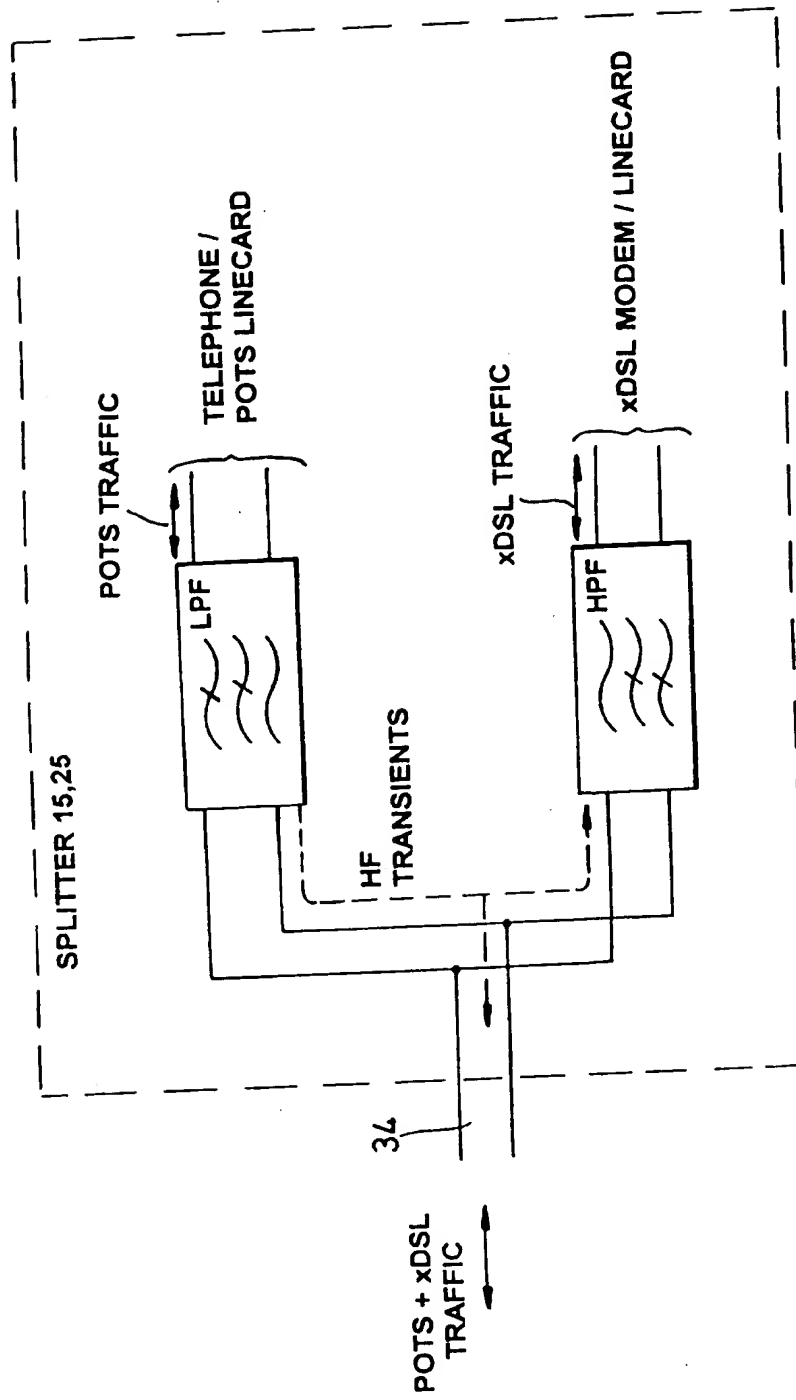 SPLITTER 15,25
POTS TRAFFIC
TELEPHONE /
POTS LINECARD
LPF
HF
TRANSIENTS
34
POTS + xDSL
TRAFFIC
HPF
xDSL TRAFFIC
xDSL MODEM / LINECARD